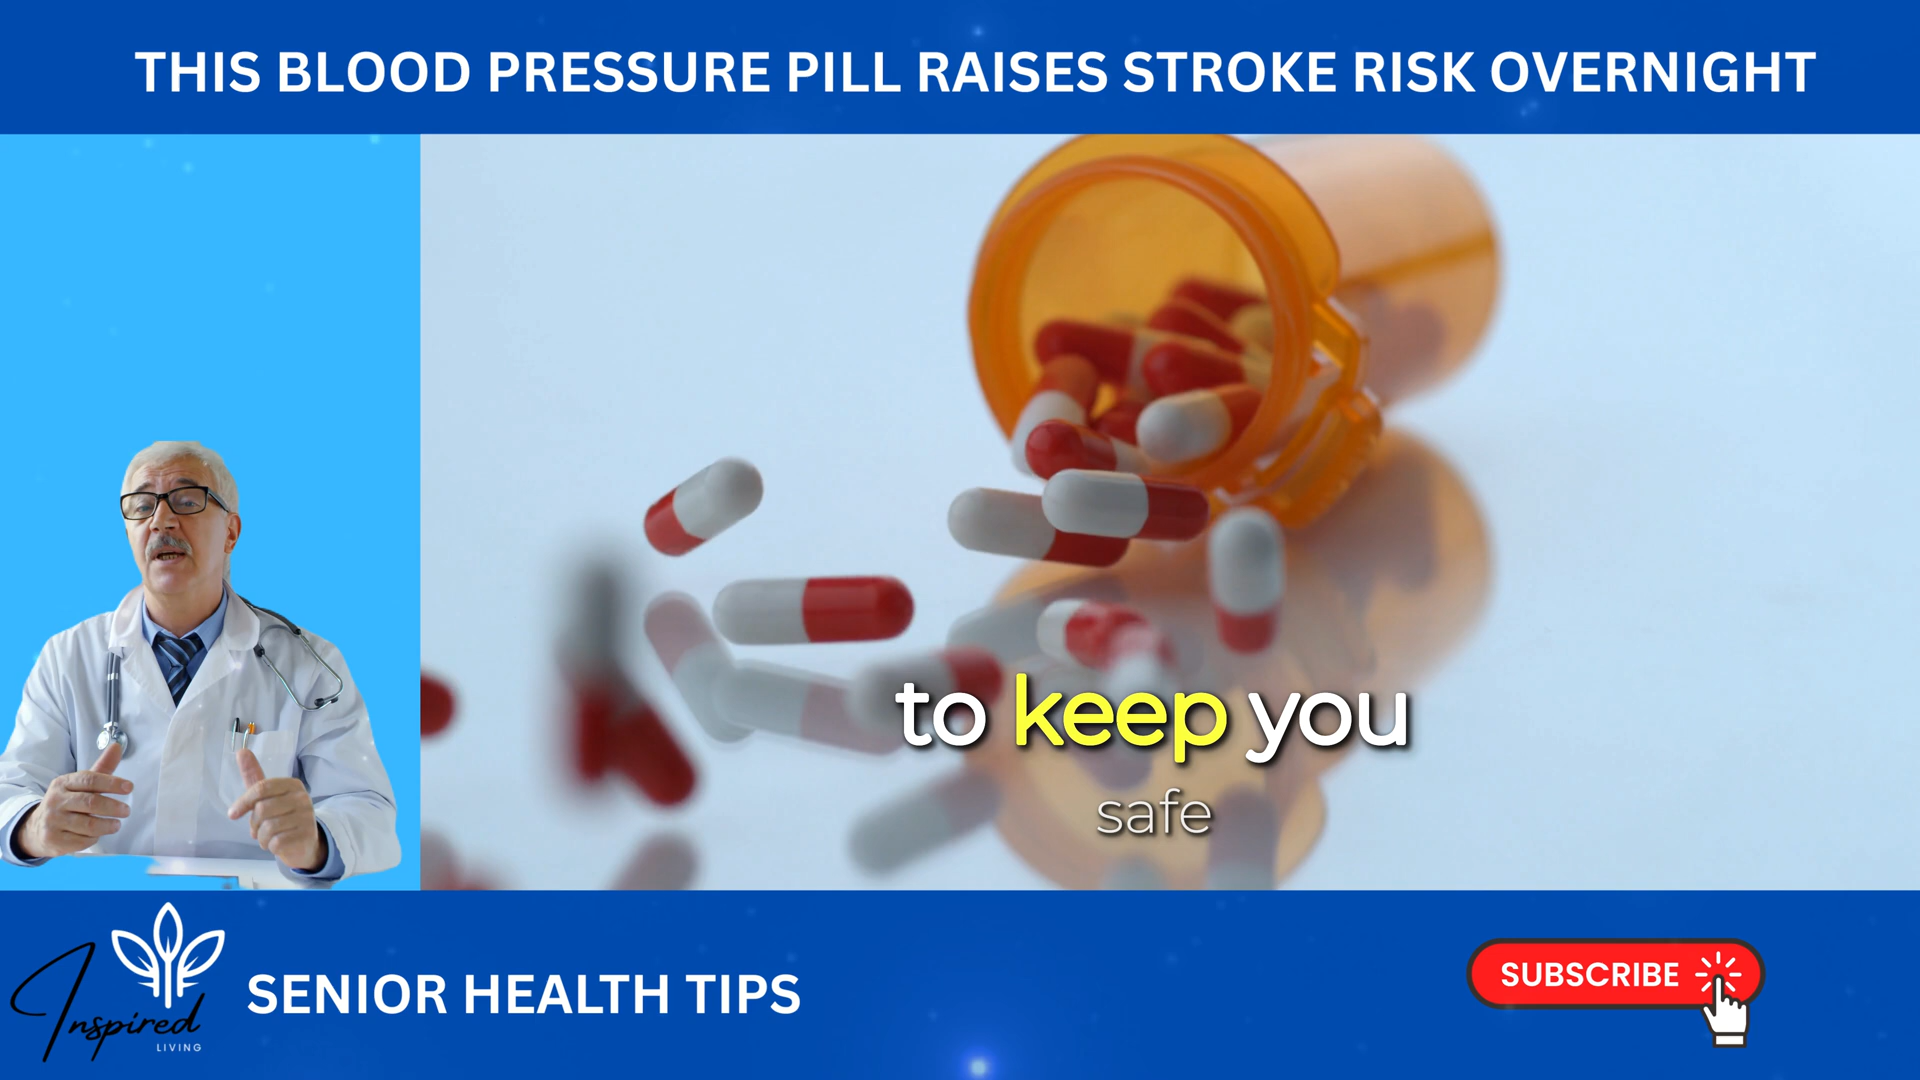 THIS BLOOD PRESSURE PILL RAISES STROKE RISK OVERNIGHT
to keep you
safe
Inspired
LIVING
SENIOR HEALTH TIPS
SUBSCRIBE